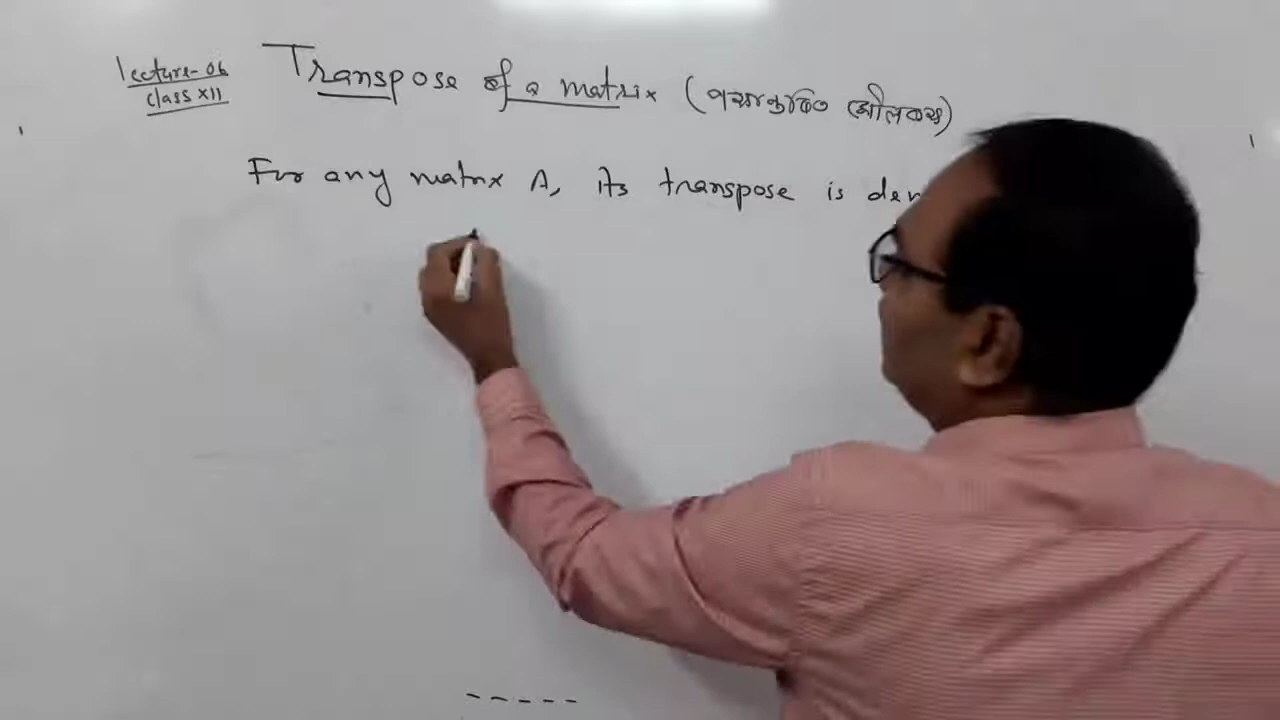 Lecture-06
Class XII
Transpose of a matrix (পক্ষান্তরিত মৌলকক্ষ)
For any matrix A, its transpose is den